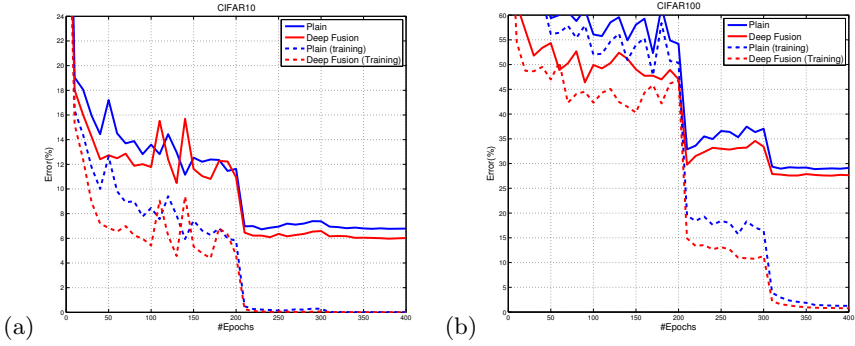 CIFAR10
Error(%)
24
22
20
18
16
14
12
10
8
6
4
2
0
0 50 100 150 200 250 300 350 400
#Epochs
Plain
Deep Fusion
Plain (training)
Deep Fusion (Training)
(a)
CIFAR100
Error(%)
60
55
50
45
40
35
30
25
20
15
10
5
0
0 50 100 150 200 250 300 350 400
#Epochs
Plain
Deep Fusion
Plain (training)
Deep Fusion (Training)
(b)